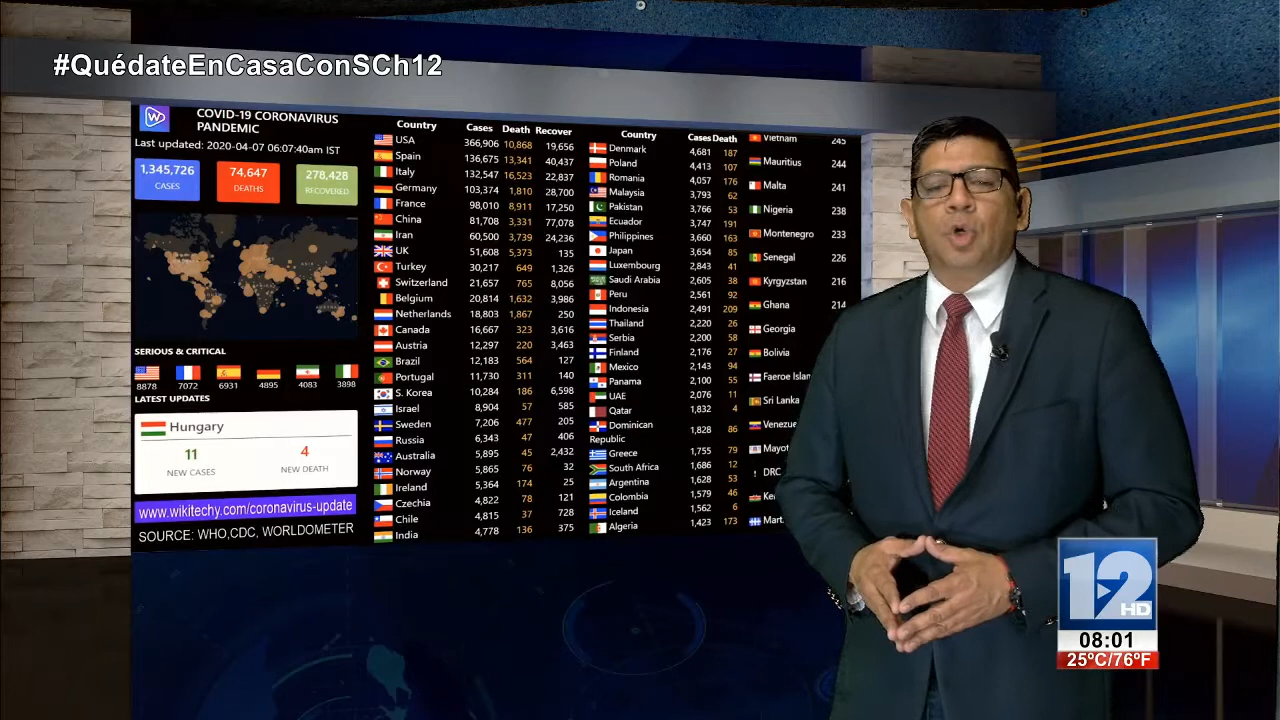 #QuédateEnCasaConSCh12
COVID-19 CORONAVIRUS
PANDEMIC
Last updated: 2020-04-07 06:07:40am IST
1,345,726
CASES
74,647
DEATHS
278,428
RECOVERED
SERIOUS & CRITICAL
8878 7072 6931 4895 4083 3898
LATEST UPDATES
Hungary
11 4
NEW CASES NEW DEATH
www.wikitechy.com/coronavirus-update
SOURCE: WHO,CDC, WORLDOMETER
Country Cases Death Recover
USA 366,906 10,868 19,656
Spain 136,675 13,341 40,437
Italy 132,547 16,523 22,837
Germany 103,374 1,810 28,700
France 98,010 8,911 17,250
China 81,708 3,331 77,078
Iran 60,500 3,739 24,236
UK 51,608 5,373 135
Turkey 30,217 649 1,326
Switzerland 21,657 765 8,056
Belgium 20,814 1,632 3,986
Netherlands 18,803 1,867 250
Canada 16,667 323 3,616
Austria 12,297 220 3,463
Brazil 12,183 564 127
Portugal 11,730 311 140
S. Korea 10,284 186 6,598
Israel 8,904 57 585
Sweden 7,206 477 205
Russia 6,343 47 406
Australia 5,895 45 2,432
Norway 5,865 76 32
Ireland 5,364 174 25
Czechia 4,822 78 121
Chile 4,815 37 728
India 4,778 136 375
Country Cases Death
Denmark 4,681 187
Poland 4,413 107
Romania 4,057 176
Malaysia 3,793 62
Pakistan 3,766 53
Ecuador 3,747 191
Philippines 3,660 163
Japan 3,654 85
Luxembourg 2,843 41
Saudi Arabia 2,605 38
Peru 2,561 92
Indonesia 2,491 209
Thailand 2,220 26
Serbia 2,200 58
Finland 2,176 27
Mexico 2,143 94
Panama 2,100 55
UAE 2,076 11
Qatar 1,832 4
Dominican 1,828 86
Republic
Greece 1,755 79
South Africa 1,686 12
Argentina 1,628 53
Colombia 1,579 46
Iceland 1,562 6
Algeria 1,423 173
Vietnam 245
Mauritius 244
Malta 241
Nigeria 238
Montenegro 233
Senegal 226
Kyrgyzstan 216
Ghana 214
Georgia
Bolivia
Faeroe Islan
Sri Lanka
Venezue
Mayot
DRC
Ke
Mart
12
HD
08:01
25ºC/76ºF